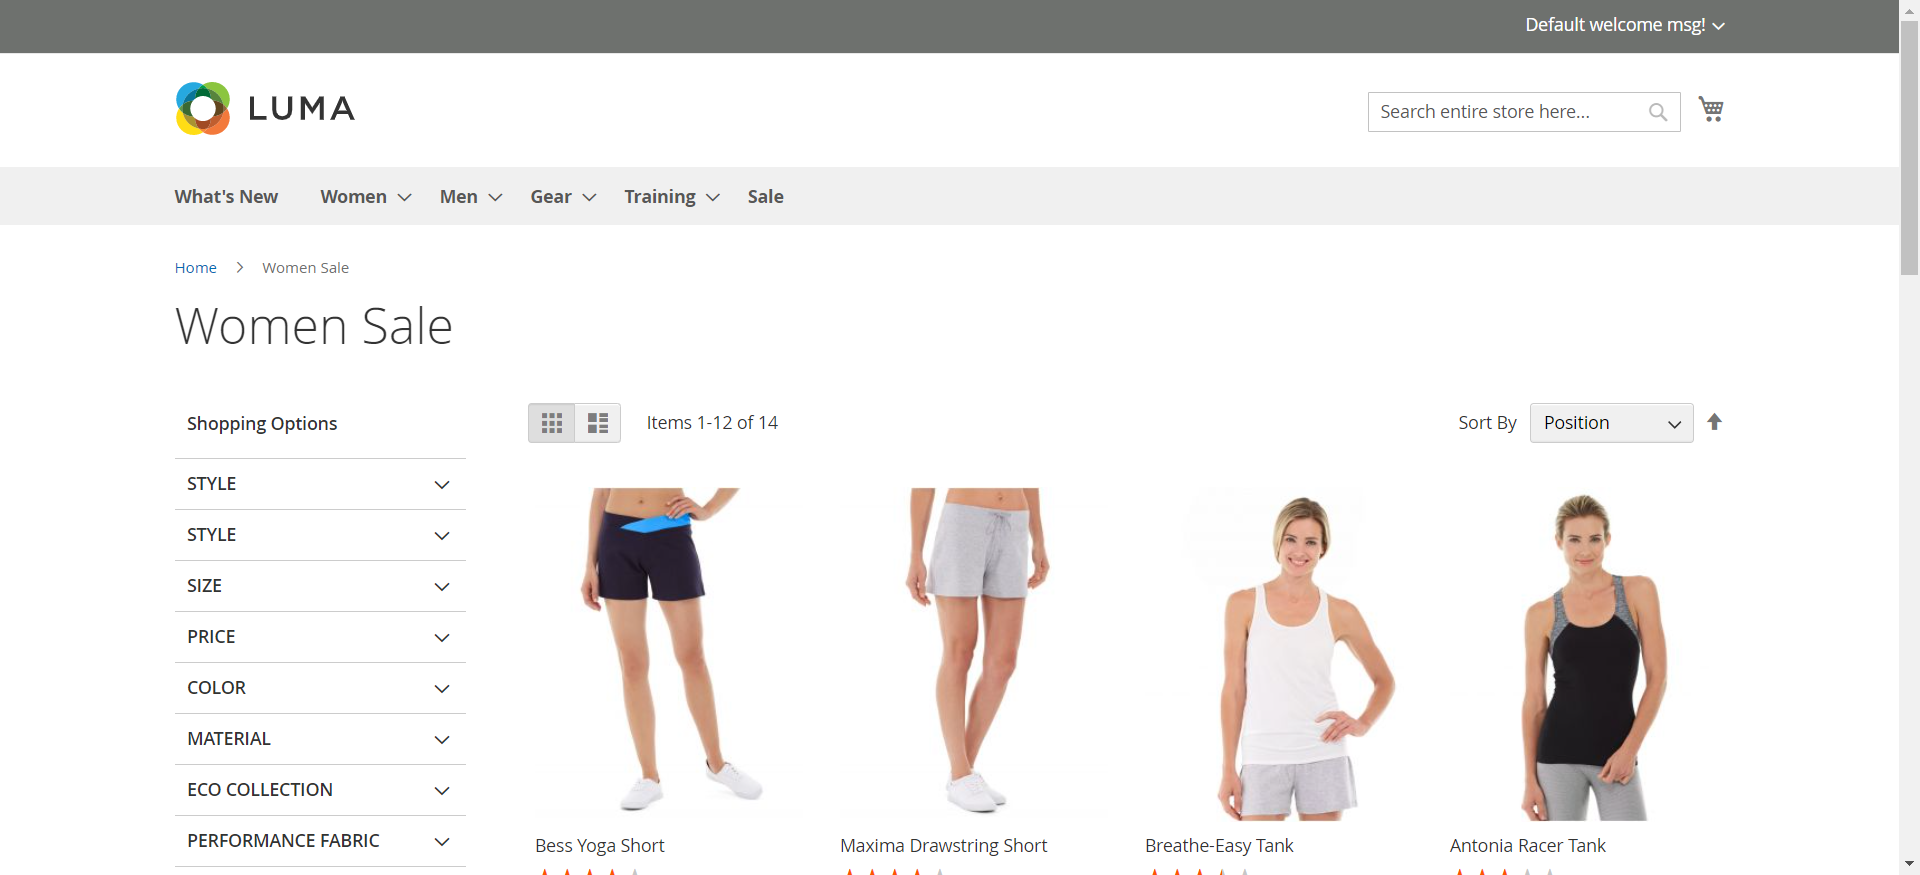 Default welcome msg!
LUMA
Search entire store here...
What's New
Women
Men
Gear
Training
Sale
Home
Women Sale
Women Sale
Shopping Options
Items 1-12 of 14
Sort By
Position
STYLE
STYLE
SIZE
PRICE
COLOR
MATERIAL
ECO COLLECTION
PERFORMANCE FABRIC
Bess Yoga Short
Maxima Drawstring Short
Breathe-Easy Tank
Antonia Racer Tank